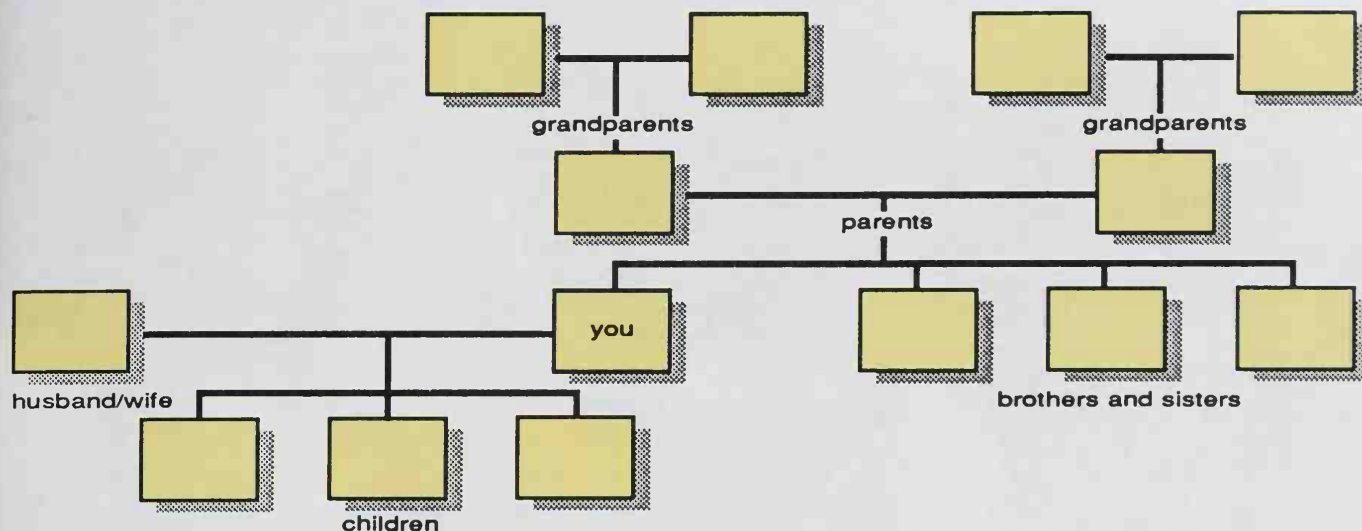 grandparents
grandparents
parents
you
husband/wife
brothers and sisters
children